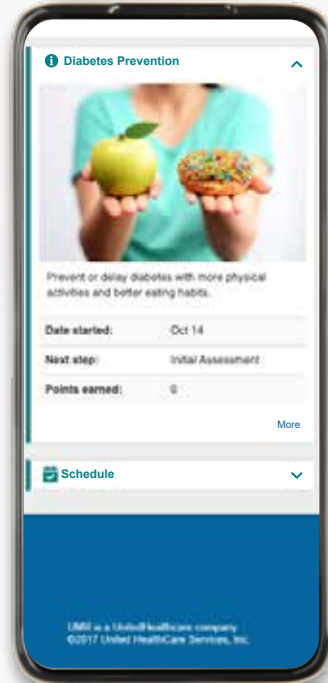 Diabetes Prevention
Prevent or delay diabetes with more physical
activities and better eating habits.
Date started: Oct 14
Next step: Initial Assessment
Points earned: 0
More
Schedule
UMR is a UnitedHealthcare company.
©2017 United HealthCare Services, Inc.